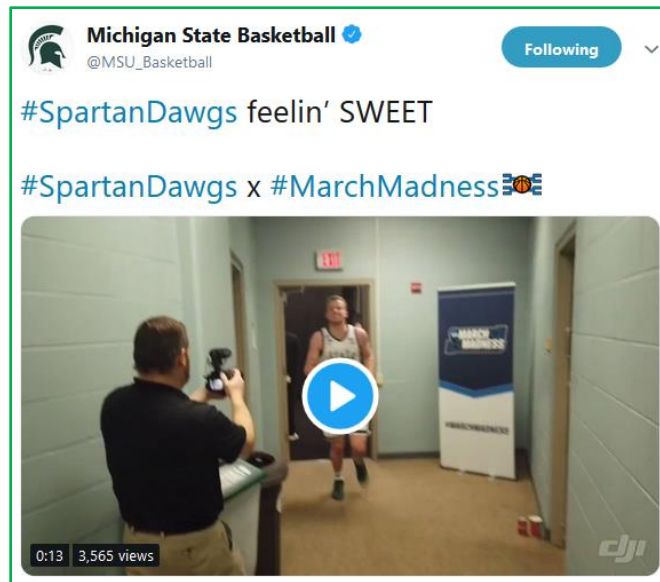 Michigan State Basketball
@MSU_Basketball
Following
#SpartanDawgs feelin’ SWEET
#SpartanDawgs x #MarchMadness
EXIT
MARCH
MADNESS
#MARCHMADNESS
0:13 3,565 views
dji